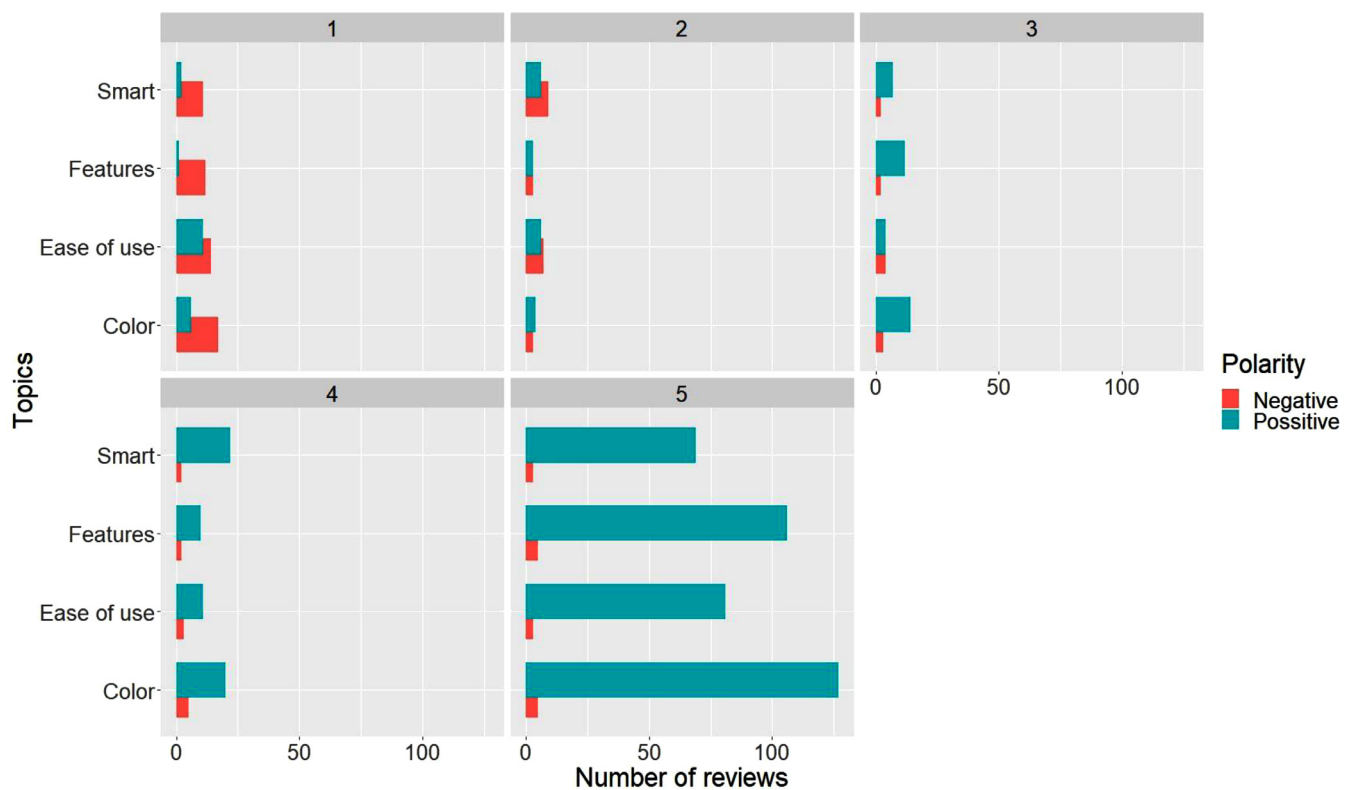 1
2
3
Smart
Features
Ease of use
Color
0
50
100
Topics
4
5
Smart
Features
Ease of use
Color
0
50
100
0
50
100
Number of reviews
Polarity
Negative
Possitive